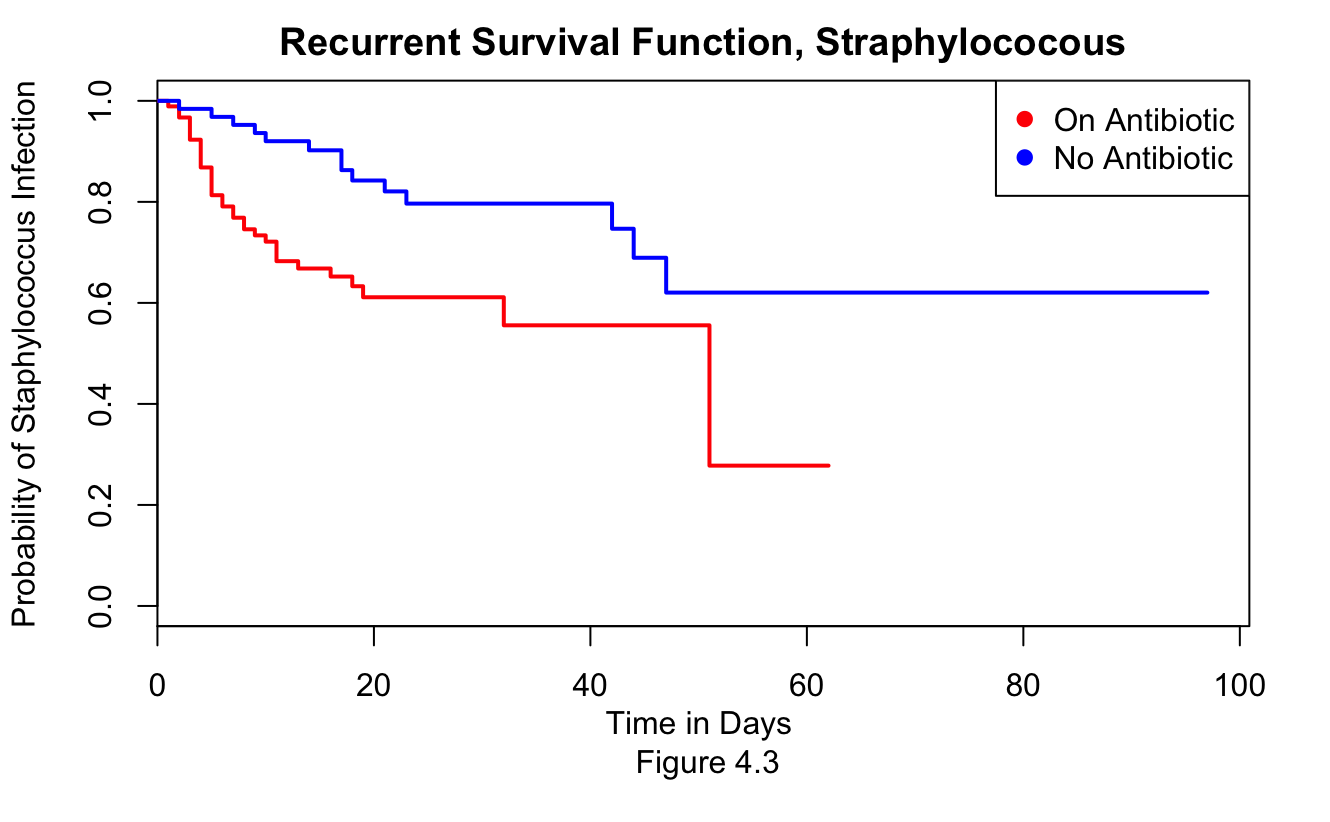 Recurrent Survival Function, Straphylococous
Probability of Staphylococcus Infection
1.0
0.8
0.6
0.4
0.2
0.0
On Antibiotic
No Antibiotic
0 20 40 60 80 100
Time in Days
Figure 4.3